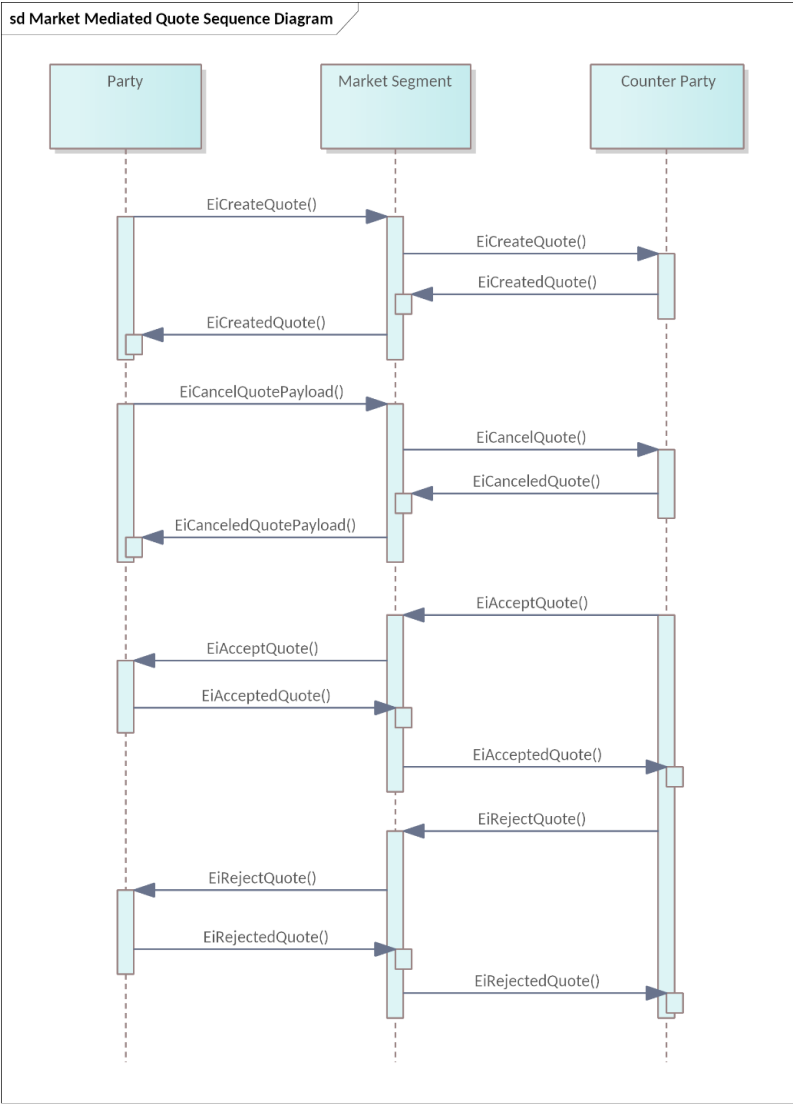 sd Market Mediated Quote Sequence Diagram
Party
Market Segment
Counter Party
EiCreateQuote()
EiCreateQuote()
EiCreatedQuote()
EiCreatedQuote()
EiCancelQuotePayload()
EiCancelQuote()
EiCanceledQuote()
EiCanceledQuotePayload()
EiAcceptQuote()
EiAcceptQuote()
EiAcceptedQuote()
EiAcceptedQuote()
EiRejectQuote()
EiRejectQuote()
EiRejectedQuote()
EiRejectedQuote()